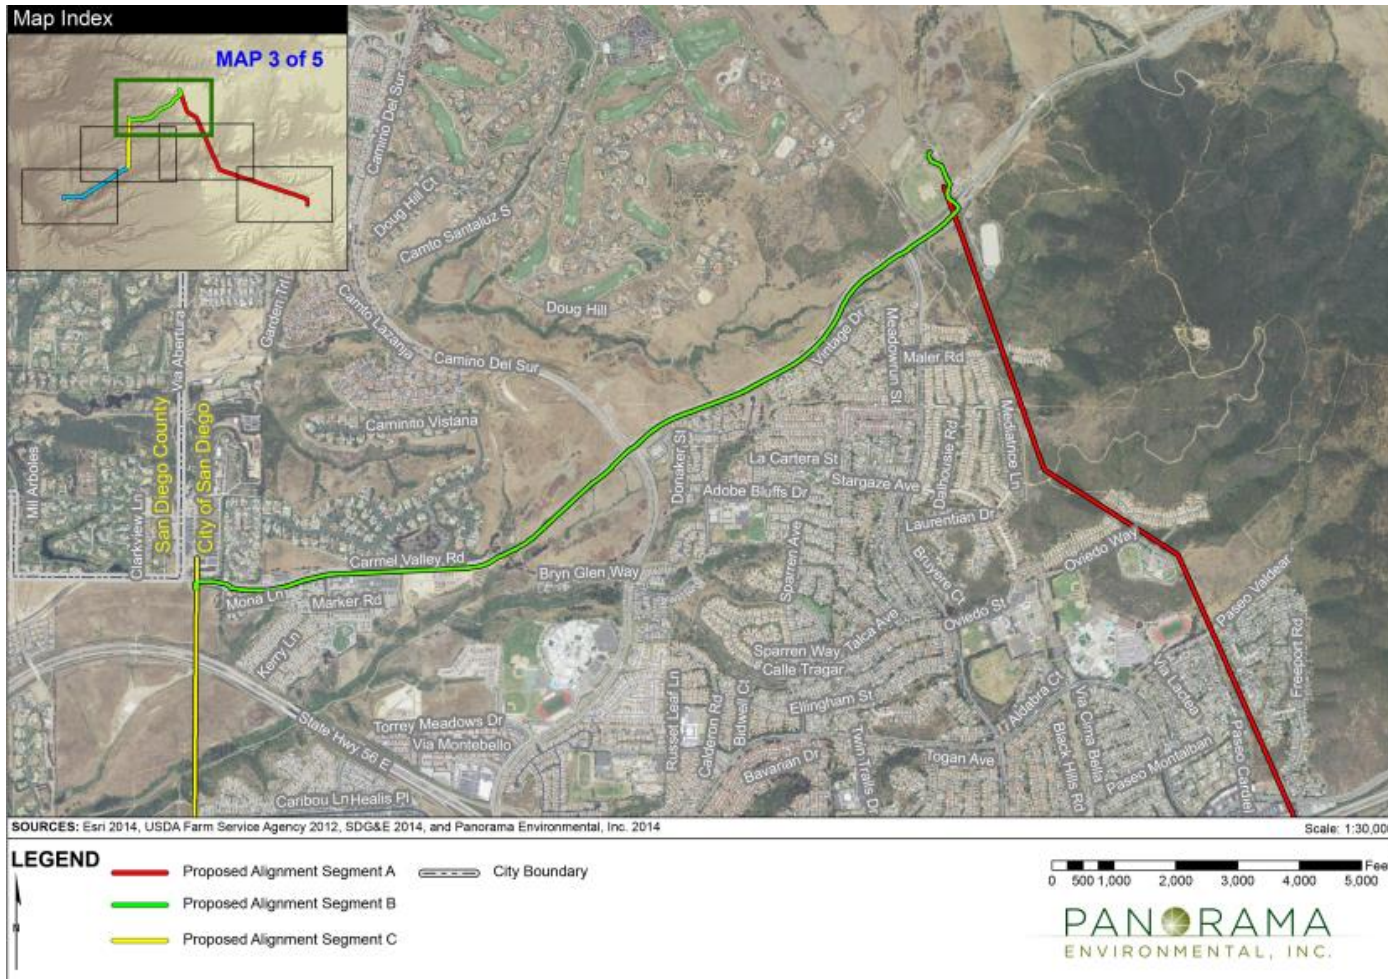 Map Index
MAP 3 of 5
Camino Del Sur
Doug Hill Ct
Camto Santaluz S
Garden Trl
Via Abertura
Camto Lazanja
Doug Hill
Camino Del Sur
Vintage Dr
Meadowrun St
Maler Rd
San Diego County
City of San Diego
Caminito Vistana
Mil Arboles
Clarkview Ln
Donaker St
La Cartera St
Stargaze Ave
Adobe Bluffs Dr
Dalhousie Rd
Mediatrice Ln
Laurentian Dr
Carmel Valley Rd
Bryn Glen Way
Sparren Ave
Bruyere Ct
Oviedo Way
Mona Ln
Marker Rd
Oviedo St
Talca Ave
Paseo Valdear
Kerry Ln
Sparren Way
Calle Tragar
Freeport Rd
Ellingham St
Via Lactea
Aldabra Ct
Via Cima Bella
Russet Leaf Ln
Calderon Rd
Bidwell Ct
Torrey Meadows Dr
Via Montebello
State Hwy 56 E
Bavarian Dr
Twin Trails Dr
Togan Ave
Black Hills Rd
Paseo Montalban
Paseo Cardiel
Caribou Ln
Healis Pl
SOURCES: Esri 2014, USDA Farm Service Agency 2012, SDG&E 2014, and Panorama Environmental, Inc. 2014
Scale: 1:30,000
LEGEND
Proposed Alignment Segment A
City Boundary
Proposed Alignment Segment B
Proposed Alignment Segment C
N
Fee
0 500 1,000 2,000 3,000 4,000 5,000
PANORAMA
ENVIRONMENTAL, INC.